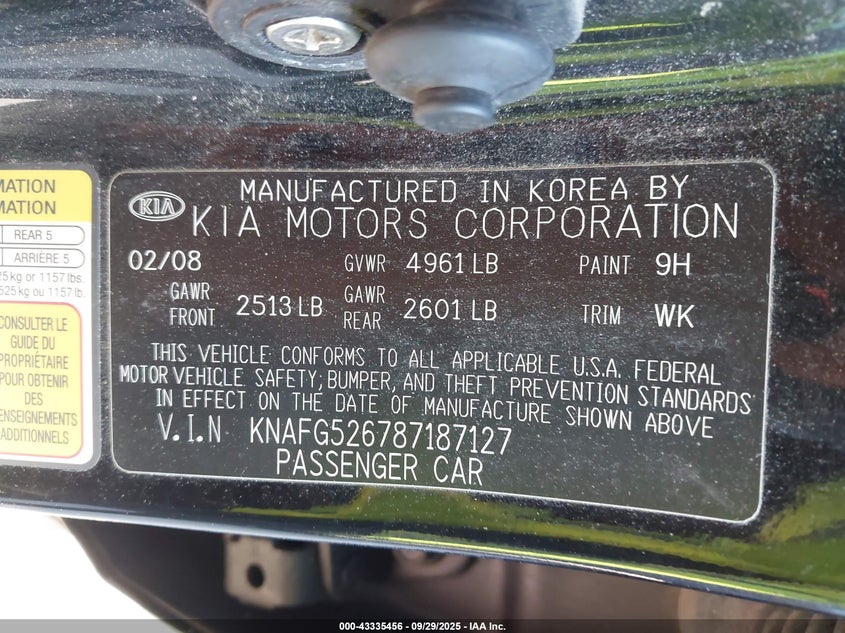 MATION
MATION
REAR 5
ARRIÈRE 5
25 kg or 1157 lbs.
525 kg ou 1157 lb.
CONSULTER LE
GUIDE DU
PROPRIÉTAIRE
POUR OBTENIR
DES
ENSEIGNEMENTS
ADDITIONNELS
KIA
MANUFACTURED IN KOREA BY
KIA MOTORS CORPORATION
02/08 GVWR 4961 LB PAINT 9H
GAWR FRONT 2513 LB GAWR REAR 2601 LB TRIM WK
THIS VEHICLE CONFORMS TO ALL APPLICABLE U.S.A. FEDERAL
MOTOR VEHICLE SAFETY, BUMPER, AND THEFT PREVENTION STANDARDS
IN EFFECT ON THE DATE OF MANUFACTURE SHOWN ABOVE
V.I.N KNAFG526787187127
PASSENGER CAR
000-43335456 - 09/29/2025 - IAA Inc.